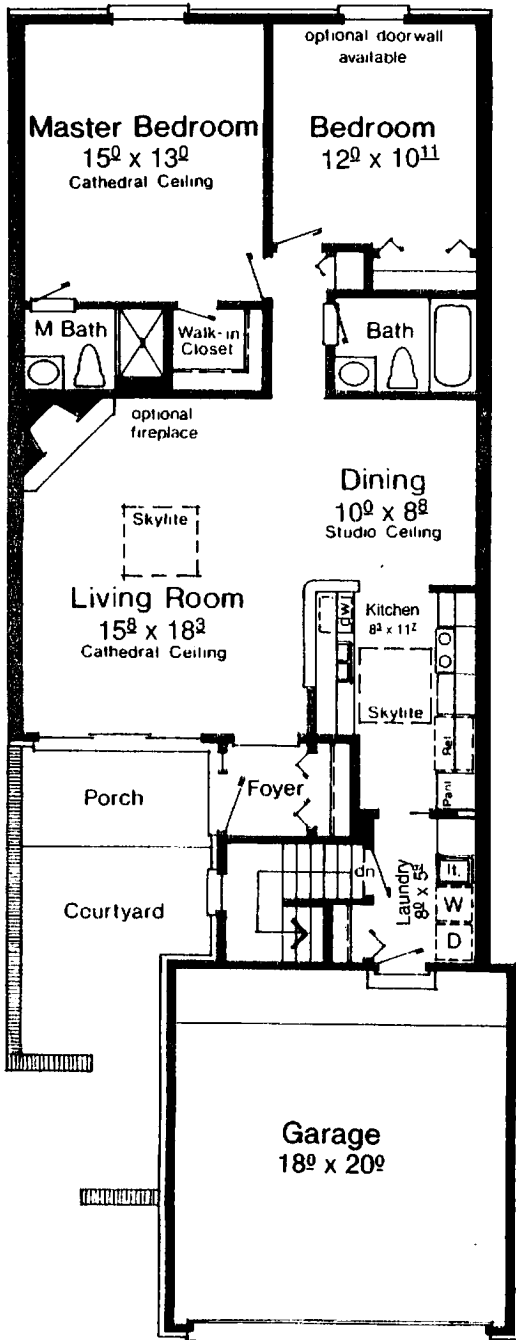 optional doorwall
available
Master Bedroom
15⁰ x 13⁰
Cathedral Ceiling
Bedroom
12⁰ x 10¹¹
M Bath
Walk-in
Closet
Bath
optional
fireplace
Skylite
Dining
10⁰ x 8⁸
Studio Ceiling
Living Room
15⁸ x 18³
Cathedral Ceiling
DW
Kitchen
Skylite
Ref.
Pant
Porch
Foyer
Courtyard
dn
Laundry
lt.
W
D
Garage
18⁰ x 20⁰